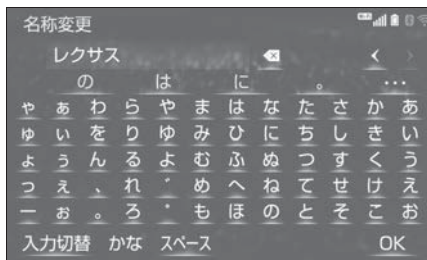 名称変更
レクサス
の は に 。 …
ゃ ぁ わ ら や ま は な た さ か あ
ゅ ぃ を り ゆ み ひ に ち し き い
ょ ぅ ん る よ む ふ ぬ つ す く う
っ ぇ 、 れ ゛ め へ ね て せ け え
ー ぉ 。 ろ ゜ も ほ の と そ こ お
入力切替 かな スペース OK